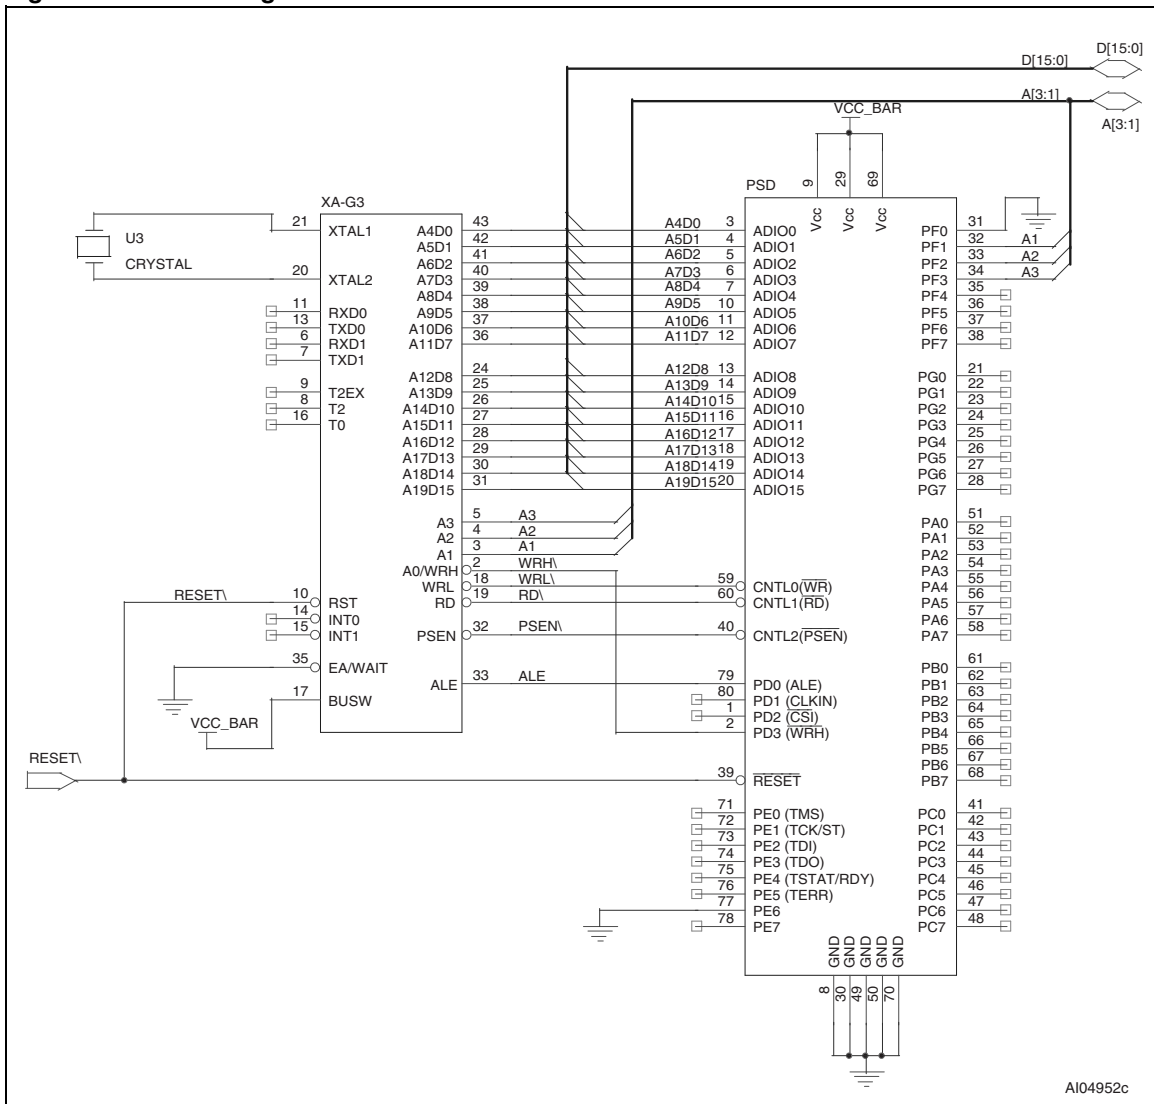 D[15:0]
D[15:0]
A[3:1]
A[3:1]
VCC_BAR
PSD
9
29
69
Vcc
Vcc
Vcc
XA-G3
U3
CRYSTAL
21 XTAL1
20 XTAL2
11 RXD0
13 TXD0
6 RXD1
7 TXD1
9 T2EX
8 T2
16 T0
RESET\
10 RST
14 INT0
15 INT1
35 EA/WAIT
17 BUSW
VCC_BAR
RESET\
A4D0 43
A5D1 42
A6D2 41
A7D3 40
A8D4 39
A9D5 38
A10D6 37
A11D7 36
A12D8 24
A13D9 25
A14D10 26
A15D11 27
A16D12 28
A17D13 29
A18D14 30
A19D15 31
A3 5 A3
A2 4 A2
A1 3 A1
A0/WRH 2 WRH\
WRL 18 WRL\
RD 19 RD\
PSEN 32 PSEN\
ALE 33 ALE
A4D0 3 ADIO0
A5D1 4 ADIO1
A6D2 5 ADIO2
A7D3 6 ADIO3
A8D4 7 ADIO4
A9D5 10 ADIO5
A10D6 11 ADIO6
A11D7 12 ADIO7
A12D8 13 ADIO8
A13D9 14 ADIO9
A14D10 15 ADIO10
A15D11 16 ADIO11
A16D12 17 ADIO12
A17D13 18 ADIO13
A18D14 19 ADIO14
A19D15 20 ADIO15
59 CNTL0(WR)
60 CNTL1(RD)
40 CNTL2(PSEN)
79 PD0 (ALE)
80 PD1 (CLKIN)
1 PD2 (CSI)
2 PD3 (WRH)
39 RESET
71 PE0 (TMS)
72 PE1 (TCK/ST)
73 PE2 (TDI)
74 PE3 (TDO)
75 PE4 (TSTAT/RDY)
76 PE5 (TERR)
77 PE6
78 PE7
PF0 31
PF1 32 A1
PF2 33 A2
PF3 34 A3
PF4 35
PF5 36
PF6 37
PF7 38
PG0 21
PG1 22
PG2 23
PG3 24
PG4 25
PG5 26
PG6 27
PG7 28
PA0 51
PA1 52
PA2 53
PA3 54
PA4 55
PA5 56
PA6 57
PA7 58
PB0 61
PB1 62
PB2 63
PB3 64
PB4 65
PB5 66
PB6 67
PB7 68
PC0 41
PC1 42
PC2 43
PC3 44
PC4 45
PC5 46
PC6 47
PC7 48
GND
GND
GND
GND
GND
8
30
49
50
70
AI04952c